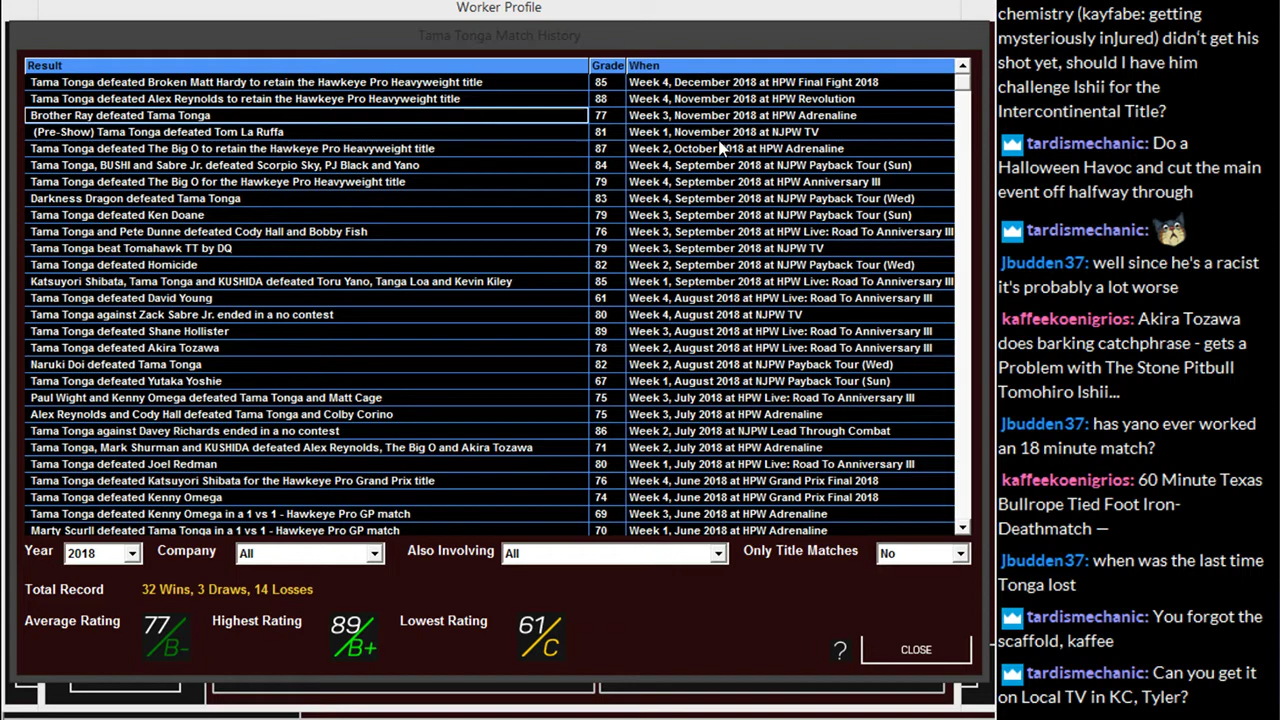 Worker Profile
Tama Tonga Match History
Result Grade When
Tama Tonga defeated Broken Matt Hardy to retain the Hawkeye Pro Heavyweight title 85 Week 4, December 2018 at HPW Final Fight 2018
Tama Tonga defeated Alex Reynolds to retain the Hawkeye Pro Heavyweight title 88 Week 4, November 2018 at HPW Revolution
Brother Ray defeated Tama Tonga 77 Week 3, November 2018 at HPW Adrenaline
(Pre-Show) Tama Tonga defeated Tom La Ruffa 81 Week 1, November 2018 at NJPW TV
Tama Tonga defeated The Big O to retain the Hawkeye Pro Heavyweight title 87 Week 2, October 2018 at HPW Adrenaline
Tama Tonga, BUSHI and Sabre Jr. defeated Scorpio Sky, PJ Black and Yano 84 Week 4, September 2018 at NJPW Payback Tour (Sun)
Tama Tonga defeated The Big O for the Hawkeye Pro Heavyweight title 79 Week 4, September 2018 at HPW Anniversary III
Darkness Dragon defeated Tama Tonga 83 Week 4, September 2018 at NJPW Payback Tour (Wed)
Tama Tonga defeated Ken Doane 79 Week 3, September 2018 at NJPW Payback Tour (Sun)
Tama Tonga and Pete Dunne defeated Cody Hall and Bobby Fish 76 Week 3, September 2018 at HPW Live: Road To Anniversary III
Tama Tonga beat Tomahawk TT by DQ 79 Week 3, September 2018 at NJPW TV
Tama Tonga defeated Homicide 82 Week 2, September 2018 at NJPW Payback Tour (Wed)
Katsuyori Shibata, Tama Tonga and KUSHIDA defeated Toru Yano, Tanga Loa and Kevin Kiley 85 Week 1, September 2018 at HPW Live: Road To Anniversary III
Tama Tonga defeated David Young 61 Week 4, August 2018 at HPW Live: Road To Anniversary III
Tama Tonga against Zack Sabre Jr. ended in a no contest 80 Week 4, August 2018 at NJPW TV
Tama Tonga defeated Shane Hollister 89 Week 3, August 2018 at HPW Live: Road To Anniversary III
Tama Tonga defeated Akira Tozawa 78 Week 2, August 2018 at HPW Live: Road To Anniversary III
Naruki Doi defeated Tama Tonga 82 Week 2, August 2018 at NJPW Payback Tour (Wed)
Tama Tonga defeated Yutaka Yoshie 67 Week 1, August 2018 at NJPW Payback Tour (Sun)
Paul Wight and Kenny Omega defeated Tama Tonga and Matt Cage 75 Week 3, July 2018 at HPW Live: Road To Anniversary III
Alex Reynolds and Cody Hall defeated Tama Tonga and Colby Corino 75 Week 3, July 2018 at HPW Adrenaline
Tama Tonga against Davey Richards ended in a no contest 86 Week 2, July 2018 at NJPW Lead Through Combat
Tama Tonga, Mark Shurman and KUSHIDA defeated Alex Reynolds, The Big O and Akira Tozawa 71 Week 2, July 2018 at HPW Adrenaline
Tama Tonga defeated Joel Redman 80 Week 1, July 2018 at HPW Live: Road To Anniversary III
Tama Tonga defeated Katsuyori Shibata for the Hawkeye Pro Grand Prix title 76 Week 4, June 2018 at HPW Grand Prix Final 2018
Tama Tonga defeated Kenny Omega 74 Week 4, June 2018 at HPW Grand Prix Final 2018
Tama Tonga defeated Kenny Omega in a 1 vs 1 - Hawkeye Pro GP match 69 Week 3, June 2018 at HPW Adrenaline
Marty Scurll defeated Tama Tonga in a 1 vs 1 - Hawkeye Pro GP match 70 Week 1, June 2018 at HPW Adrenaline
Year 2018 Company All Also Involving All Only Title Matches No
Total Record 32 Wins, 3 Draws, 14 Losses
Average Rating 77/B- Highest Rating 89/B+ Lowest Rating 61/C
? CLOSE
chemistry (kayfabe: getting
mysteriously inJured) didn't get his
shot yet, should I have him
challenge Ishii for the
Intercontinental Title?
tardismechanic: Do a
Halloween Havoc and cut the main
event off halfway through
tardismechanic:
Jbudden37: well since he's a racist
it's probably a lot worse
kaffeekoenigrios: Akira Tozawa
does barking catchphrase - gets a
Problem with The Stone Pitbull
Tomohiro Ishii...
Jbudden37: has yano ever worked
an 18 minute match?
kaffeekoenigrios: 60 Minute Texas
Bullrope Tied Foot Iron-
Deathmatch —
Jbudden37: when was the last time
Tonga lost
tardismechanic: You forgot the
scaffold, kaffee
tardismechanic: Can you get it
on Local TV in KC, Tyler?